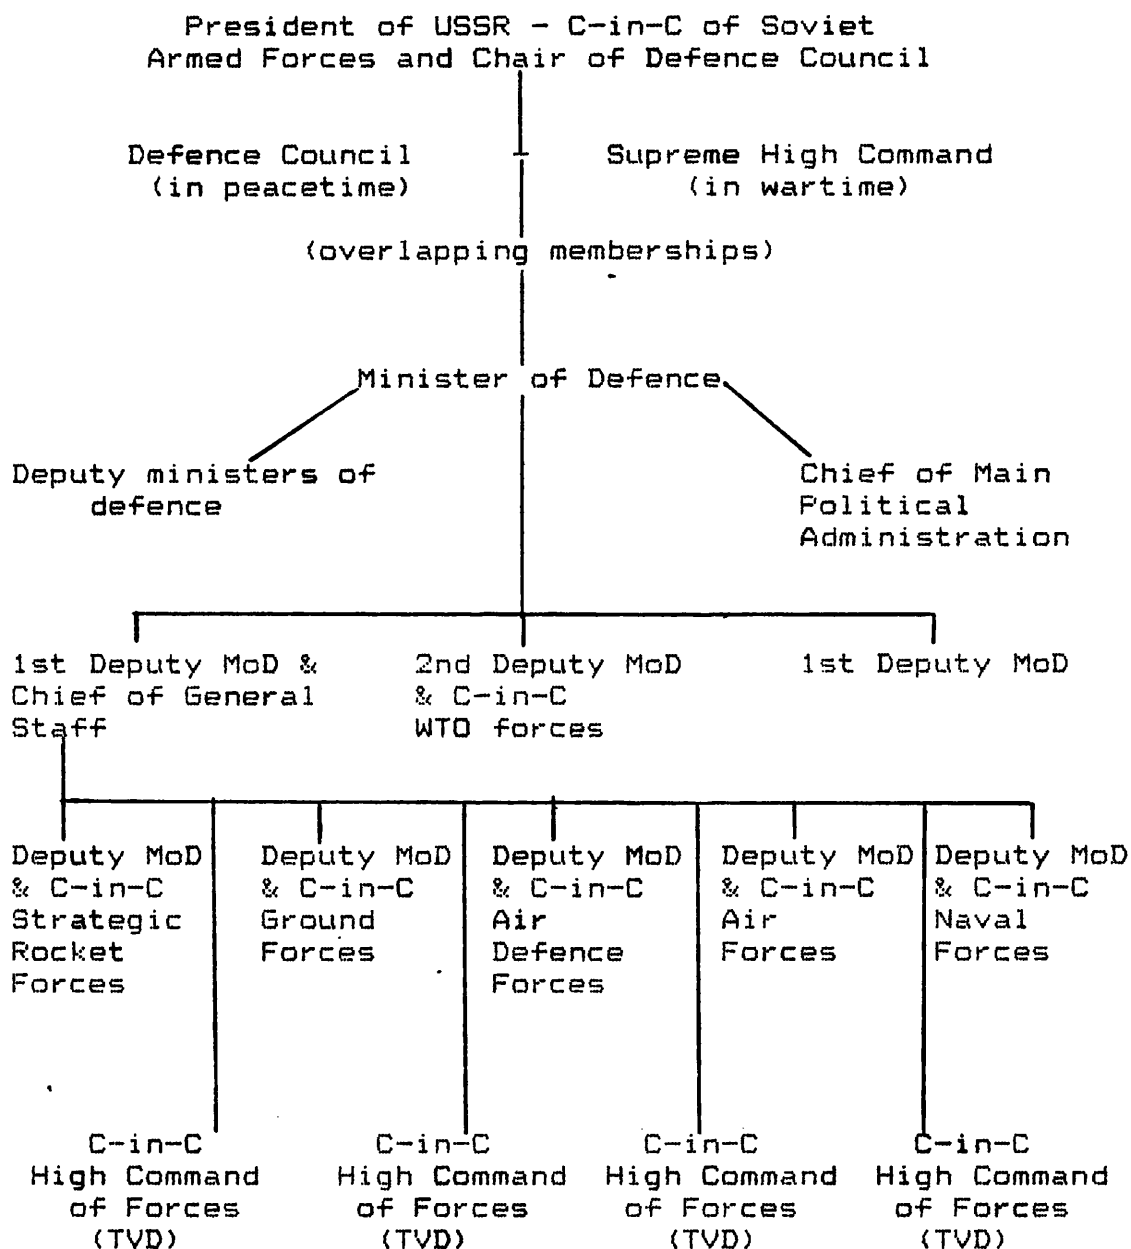 President of USSR - C-in-C of Soviet
Armed Forces and Chair of Defence Council
Defence Council
(in peacetime)
Supreme High Command
(in wartime)
(overlapping memberships)
Minister of Defence
Deputy ministers of
defence
Chief of Main
Political
Administration
1st Deputy MoD &
Chief of General
Staff
2nd Deputy MoD
& C-in-C
WTO forces
1st Deputy MoD
Deputy MoD
& C-in-C
Strategic
Rocket
Forces
Deputy MoD
& C-in-C
Ground
Forces
Deputy MoD
& C-in-C
Air
Defence
Forces
Deputy MoD
& C-in-C
Air
Forces
Deputy MoD
& C-in-C
Naval
Forces
C-in-C
High Command
of Forces
(TVD)
C-in-C
High Command
of Forces
(TVD)
C-in-C
High Command
of Forces
(TVD)
C-in-C
High Command
of Forces
(TVD)